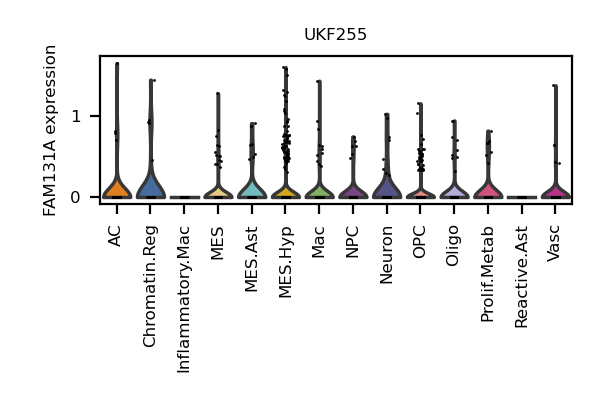 UKF255
FAM131A expression
1
0
AC
Chromatin.Reg
Inflammatory.Mac
MES
MES.Ast
MES.Hyp
Mac
NPC
Neuron
OPC
Oligo
Prolif.Metab
Reactive.Ast
Vasc